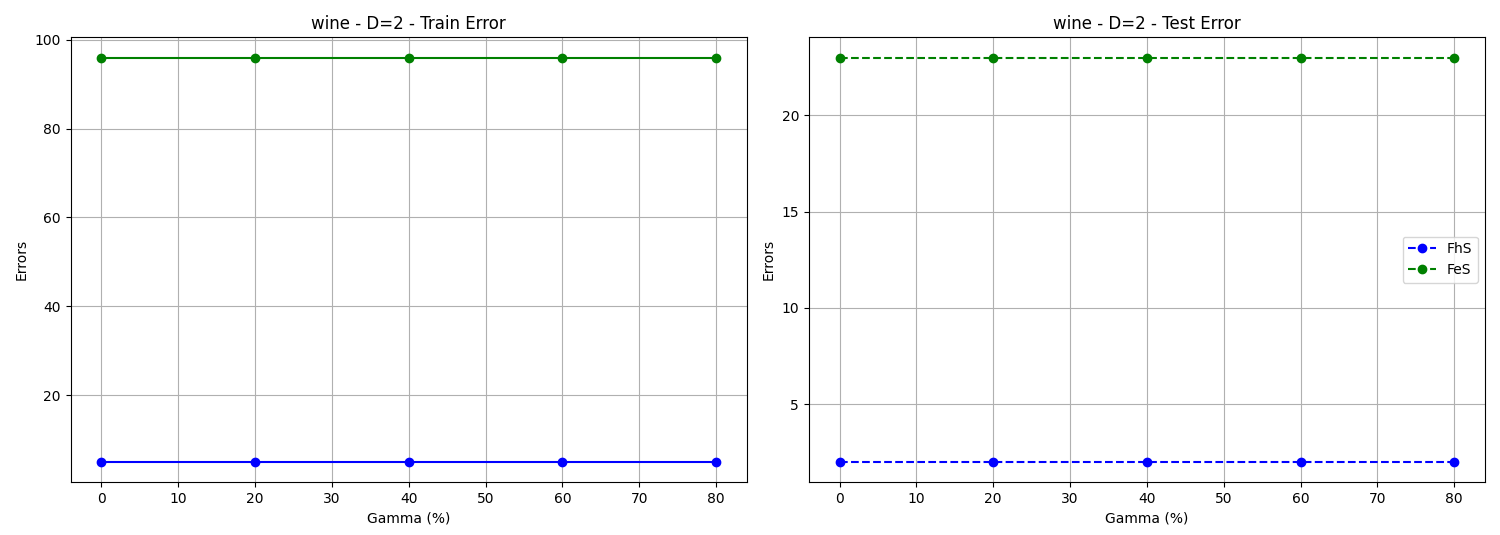 wine - D=2 - Train Error
100
80
60
40
20
Errors
0 10 20 30 40 50 60 70 80
Gamma (%)
wine - D=2 - Test Error
20
15
10
5
Errors
FhS
FeS
0 10 20 30 40 50 60 70 80
Gamma (%)